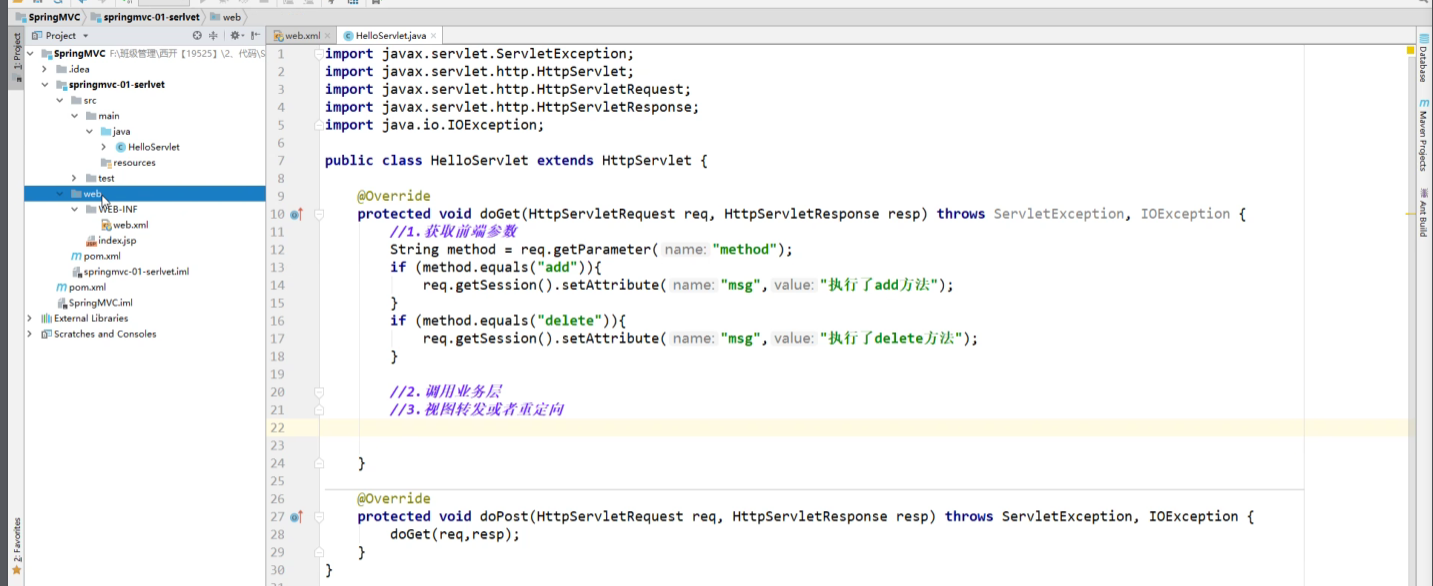 SpringMVC springmvc-01-serlvet web
Project
web.xml HelloServlet.java
1: Project
SpringMVC F:\班级管理\西开【19525】\2、代码\S
.idea
springmvc-01-serlvet
src
main
java
HelloServlet
resources
test
web
WEB-INF
web.xml
index.jsp
pom.xml
springmvc-01-serlvet.iml
pom.xml
SpringMVC.iml
External Libraries
Scratches and Consoles
2: Favorites
1 import javax.servlet.ServletException;
2 import javax.servlet.http.HttpServlet;
3 import javax.servlet.http.HttpServletRequest;
4 import javax.servlet.http.HttpServletResponse;
5 import java.io.IOException;
6
7 public class HelloServlet extends HttpServlet {
8
9 @Override
10 protected void doGet(HttpServletRequest req, HttpServletResponse resp) throws ServletException, IOException {
11 //1.获取前端参数
12 String method = req.getParameter( name: "method");
13 if (method.equals("add")){
14 req.getSession().setAttribute( name: "msg", value: "执行了add方法");
15 }
16 if (method.equals("delete")){
17 req.getSession().setAttribute( name: "msg", value: "执行了delete方法");
18 }
19
20 //2.调用业务层
21 //3.视图转发或者重定向
22
23
24 }
25
26 @Override
27 protected void doPost(HttpServletRequest req, HttpServletResponse resp) throws ServletException, IOException {
28 doGet(req,resp);
29 }
30 }
Database
Maven Projects
Ant Build